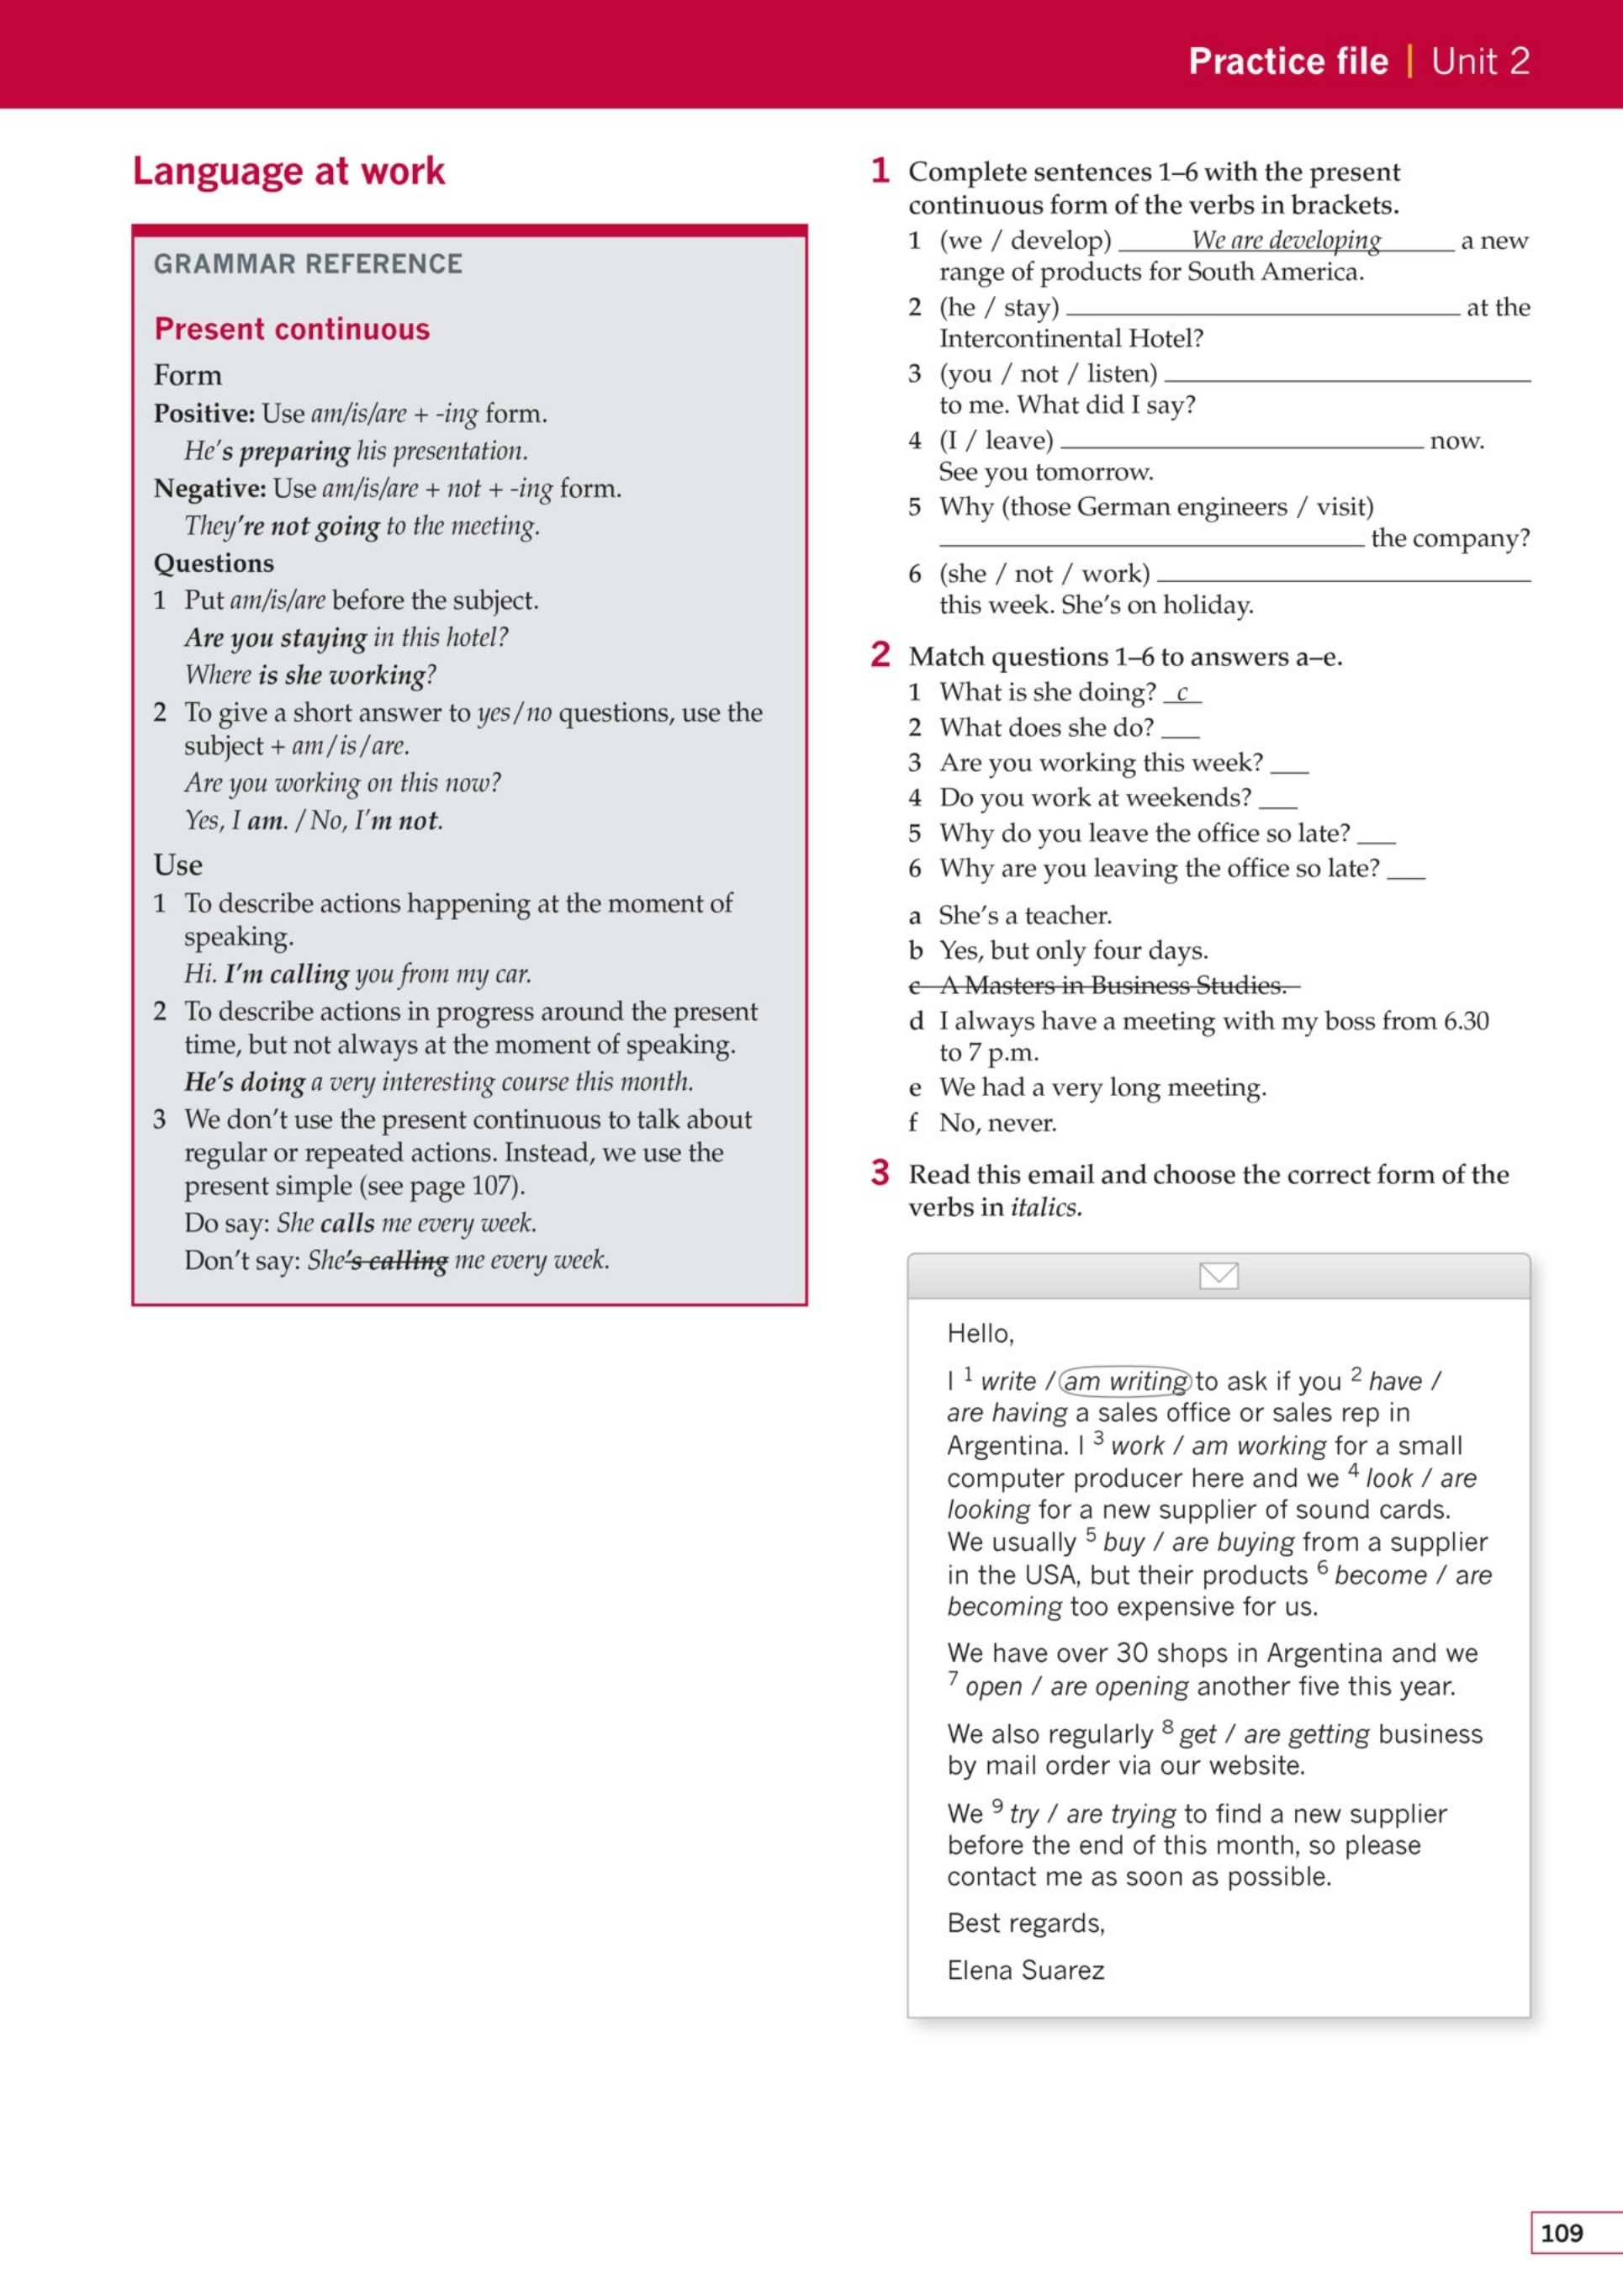 Practice file | Unit 2
Language at work
GRAMMAR REFERENCE
Present continuous
Form
Positive: Use am/is/are + -ing form.
He's preparing his presentation.
Negative: Use am/is/are + not + -ing form.
They're not going to the meeting.
Questions
1 Put am/is/are before the subject.
Are you staying in this hotel?
Where is she working?
2 To give a short answer to yes/no questions, use the
subject + am/is/are.
Are you working on this now?
Yes, I am. / No, I'm not.
Use
1 To describe actions happening at the moment of
speaking.
Hi. I'm calling you from my car.
2 To describe actions in progress around the present
time, but not always at the moment of speaking.
He's doing a very interesting course this month.
3 We don't use the present continuous to talk about
regular or repeated actions. Instead, we use the
present simple (see page 107).
Do say: She calls me every week.
Don't say: She's calling me every week.
1 Complete sentences 1–6 with the present
continuous form of the verbs in brackets.
1 (we / develop) We are developing a new
range of products for South America.
2 (he / stay) at the
Intercontinental Hotel?
3 (you / not / listen)
to me. What did I say?
4 (I / leave) now.
See you tomorrow.
5 Why (those German engineers / visit)
the company?
6 (she / not / work)
this week. She's on holiday.
2 Match questions 1–6 to answers a–e.
1 What is she doing? c
2 What does she do?
3 Are you working this week?
4 Do you work at weekends?
5 Why do you leave the office so late?
6 Why are you leaving the office so late?
a She's a teacher.
b Yes, but only four days.
c A Masters in Business Studies.
d I always have a meeting with my boss from 6.30
to 7 p.m.
e We had a very long meeting.
f No, never.
3 Read this email and choose the correct form of the
verbs in italics.
Hello,
I 1 write / am writing to ask if you 2 have /
are having a sales office or sales rep in
Argentina. I 3 work / am working for a small
computer producer here and we 4 look / are
looking for a new supplier of sound cards.
We usually 5 buy / are buying from a supplier
in the USA, but their products 6 become / are
becoming too expensive for us.
We have over 30 shops in Argentina and we
7 open / are opening another five this year.
We also regularly 8 get / are getting business
by mail order via our website.
We 9 try / are trying to find a new supplier
before the end of this month, so please
contact me as soon as possible.
Best regards,
Elena Suarez
109